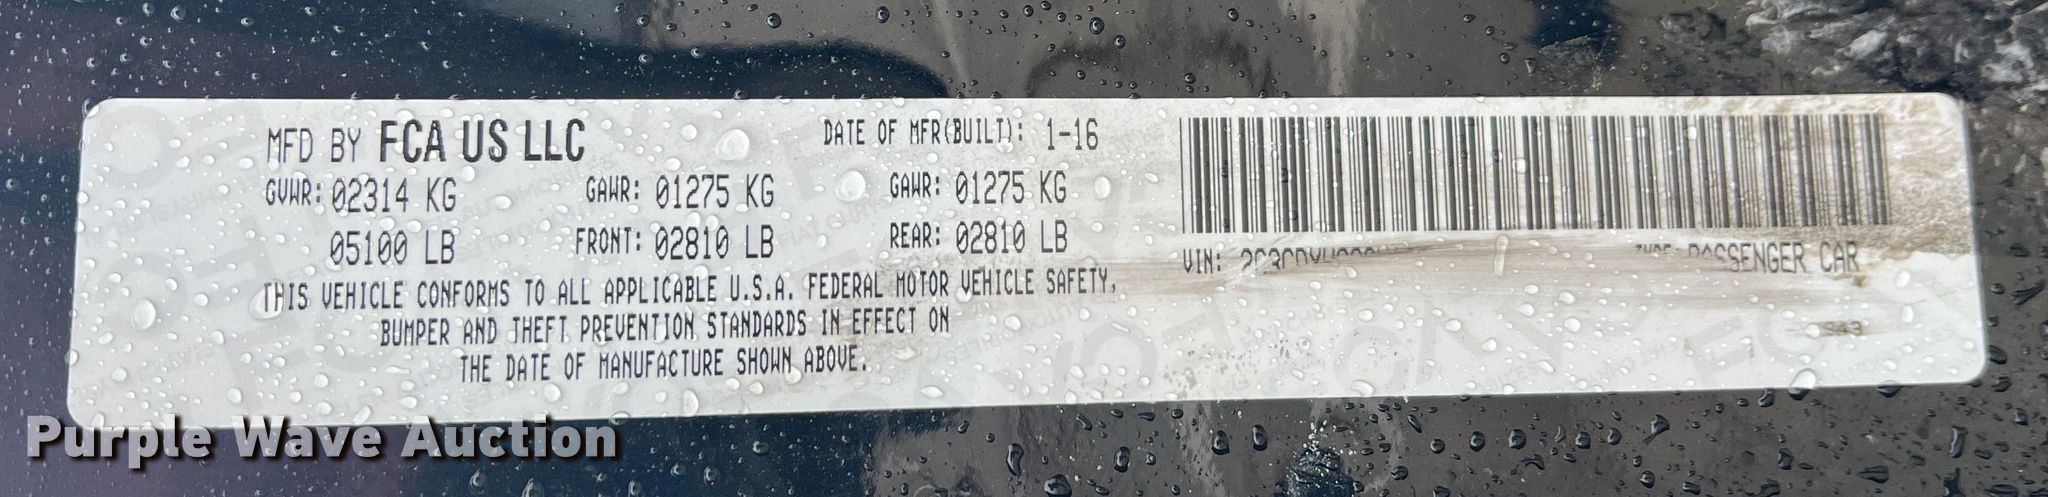 MFD BY FCA US LLC DATE OF MFR(BUILT): 1-16
GVWR: 02314 KG GAWR: 01275 KG GAWR: 01275 KG
05100 LB FRONT: 02810 LB REAR: 02810 LB
THIS VEHICLE CONFORMS TO ALL APPLICABLE U.S.A. FEDERAL MOTOR VEHICLE SAFETY,
BUMPER AND THEFT PREVENTION STANDARDS IN EFFECT ON
THE DATE OF MANUFACTURE SHOWN ABOVE.
VIN: PASSENGER CAR
Purple Wave Auction